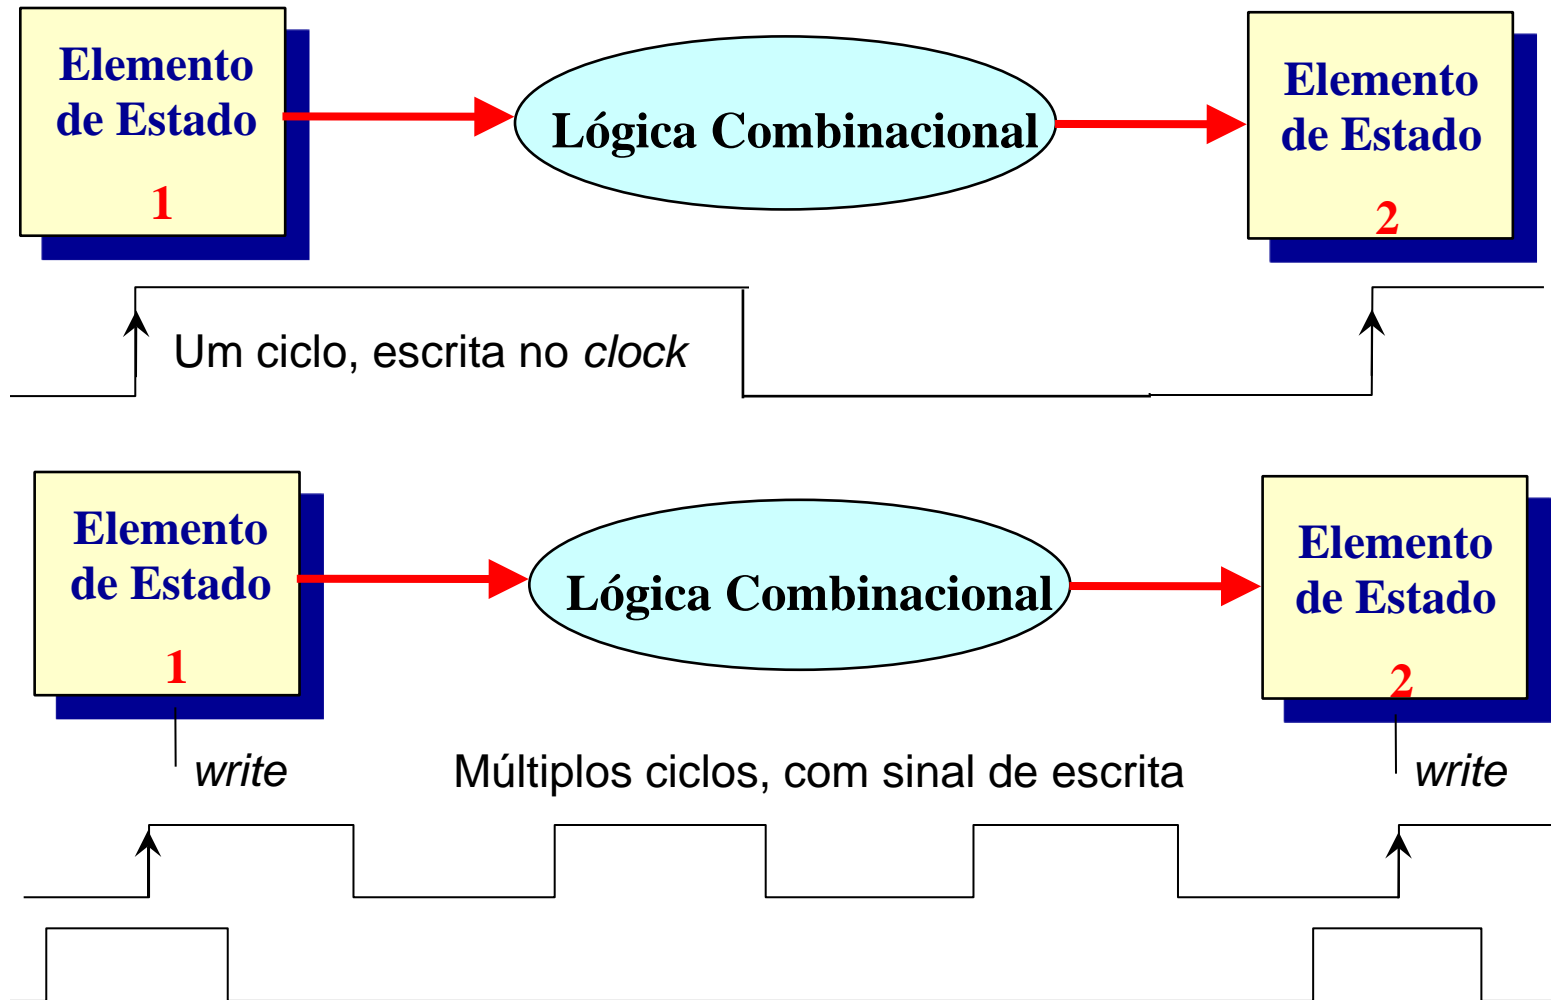 Elemento
de Estado
1
Lógica Combinacional
Elemento
de Estado
2
Um ciclo, escrita no clock
Elemento
de Estado
1
Lógica Combinacional
Elemento
de Estado
2
write
Múltiplos ciclos, com sinal de escrita
write